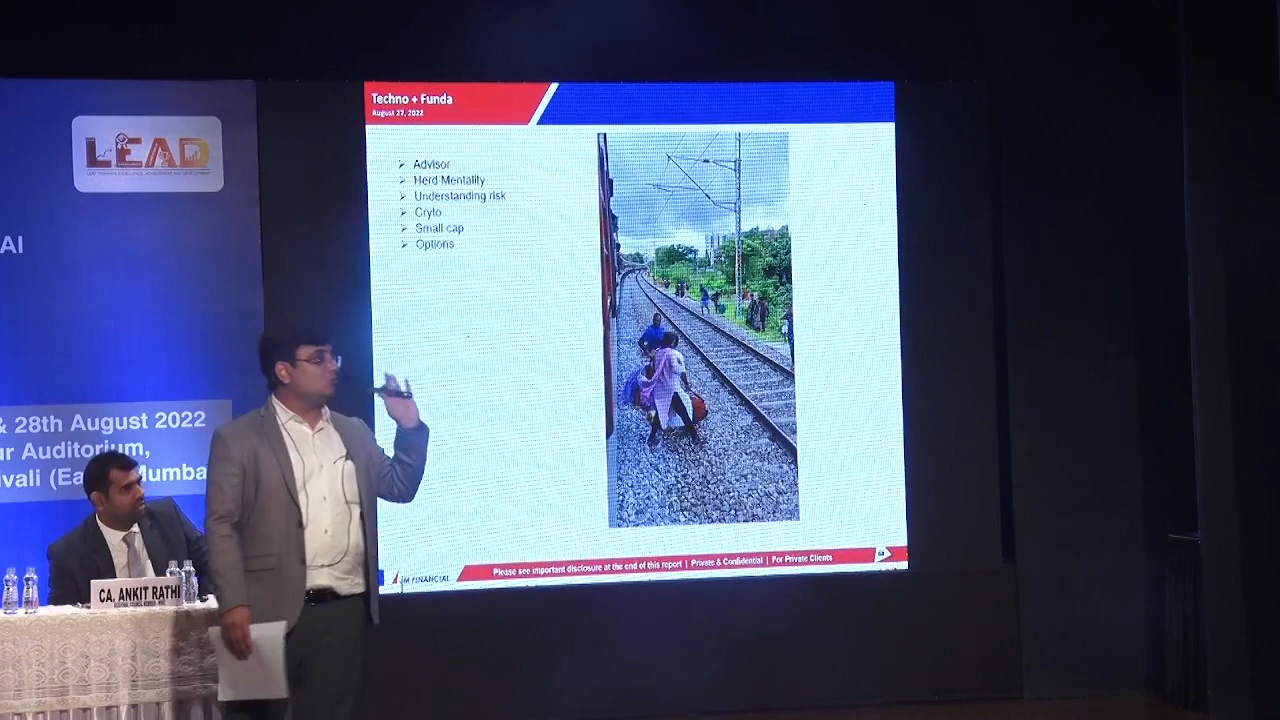 LEAD
AI
& 28th August 2022
ur Auditorium,
ivali (Ea
Mumba
CA. ANKIT RATHI
Techno + Funda
August 27, 2022
➢ Advisor
➢ Herd Mentality
➢ Understanding risk
➢ Cryto
➢ Small cap
➢ Options
JM FINANCIAL
Please see important disclosure at the end of this report | Private & Confidential | For Private Clients